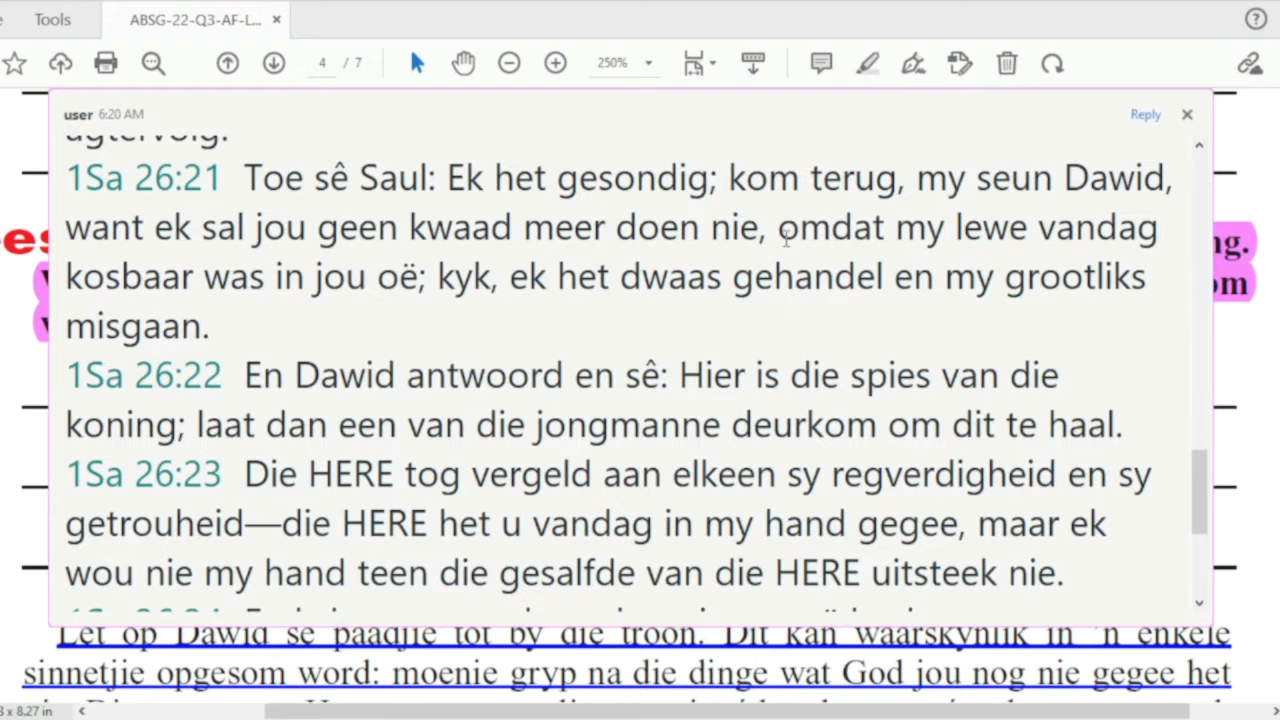 Tools
ABSG-22-Q3-AF-L...
4 / 7
250%
user 6:20 AM
Reply
agtervolg.
1Sa 26:21 Toe sê Saul: Ek het gesondig; kom terug, my seun Dawid,
want ek sal jou geen kwaad meer doen nie, omdat my lewe vandag
kosbaar was in jou oë; kyk, ek het dwaas gehandel en my grootliks
misgaan.
1Sa 26:22 En Dawid antwoord en sê: Hier is die spies van die
koning; laat dan een van die jongmanne deurkom om dit te haal.
1Sa 26:23 Die HERE tog vergeld aan elkeen sy regverdigheid en sy
getrouheid—die HERE het u vandag in my hand gegee, maar ek
wou nie my hand teen die gesalfde van die HERE uitsteek nie.
Let op Dawid se paadjie tot by die troon. Dit kan waarskynlik in 'n enkele
sinnetjie opgesom word: moenie gryp na die dinge wat God jou nog nie gegee het
x 8.27 in